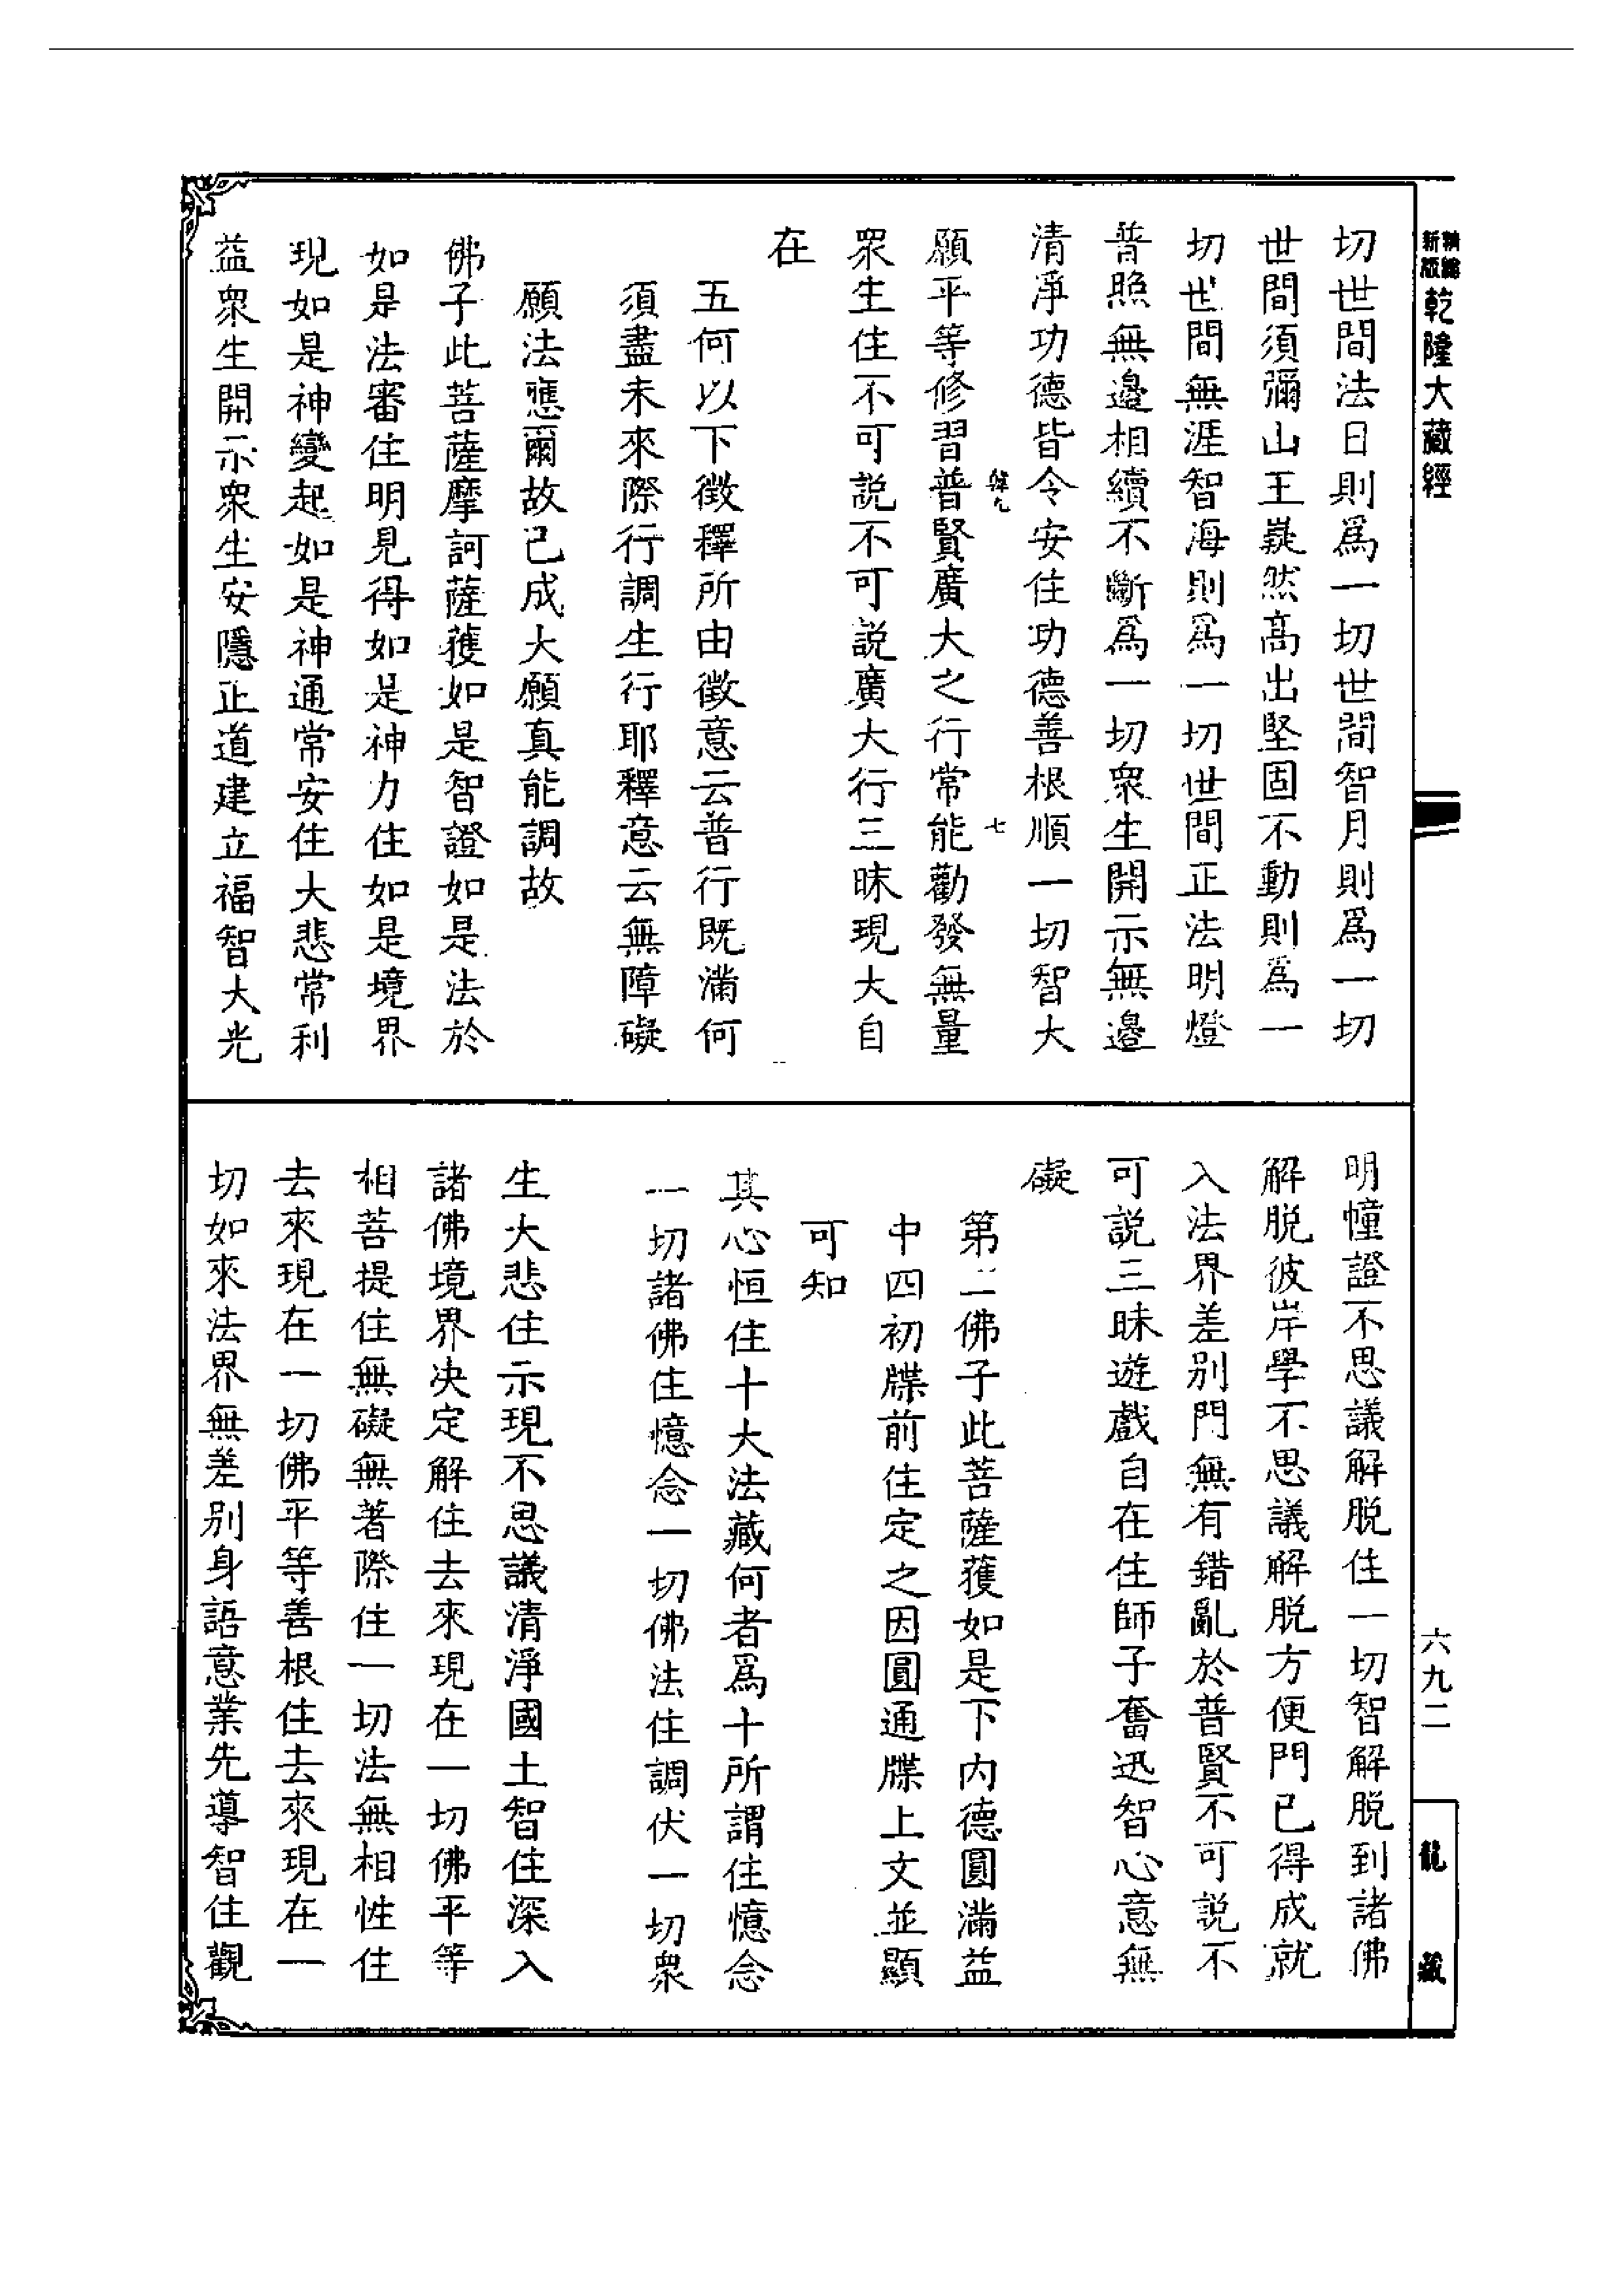 新版
乾隆大藏經
切世間法日則爲一切世間智月則爲一切
世間須彌山王嶷然高出堅固不動則爲一
切世間無涯智海則爲一切世間正法明燈
普照無邊相續不斷爲一切衆生開示無邊
清淨功德皆令安住功德善根順一切智大
願平等修習普賢廣大之行常能勸發無量
衆生住不可說不可說廣大行三昧現大自
在
五何以下徵釋所由徵意云普行既滿何
須盡未來際行調生行耶釋意云無障礙
願法應爾故已成大願真能調故
佛子此菩薩摩訶薩獲如是智證如是法於
如是法審住明見得如是神力住如是境界
現如是神變起如是神通常安住大悲常利
益衆生開示衆生安隱正道建立福智大光
七
六九二
龍藏
明幢證不思議解脫住一切智解脫到諸佛
解脫彼岸學不思議解脫方便門已得成就
入法界差别門無有錯亂於普賢不可說不
可說三昧遊戲自在住師子奮迅智心意無
礙
第二佛子此菩薩獲如是下内德圓滿益
中四初牒前住定之因圓通牒上文並顯
可知
其心恒住十大法藏何者爲十所謂住憶念
一切諸佛住憶念一切佛法住調伏一切衆
生大悲住示現不思議清淨國土智住深入
諸佛境界决定解住去來現在一切佛平等
相菩提住無礙無著際住一切法無相性住
去來現在一切佛平等善根住去來現在一
切如來法界無差别身語意業先導智住觀